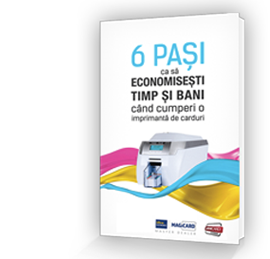 6 PAȘI
ca să
ECONOMISEȘTI
TIMP ȘI BANI
când cumperi o
imprimantă de carduri
MAGiCARD